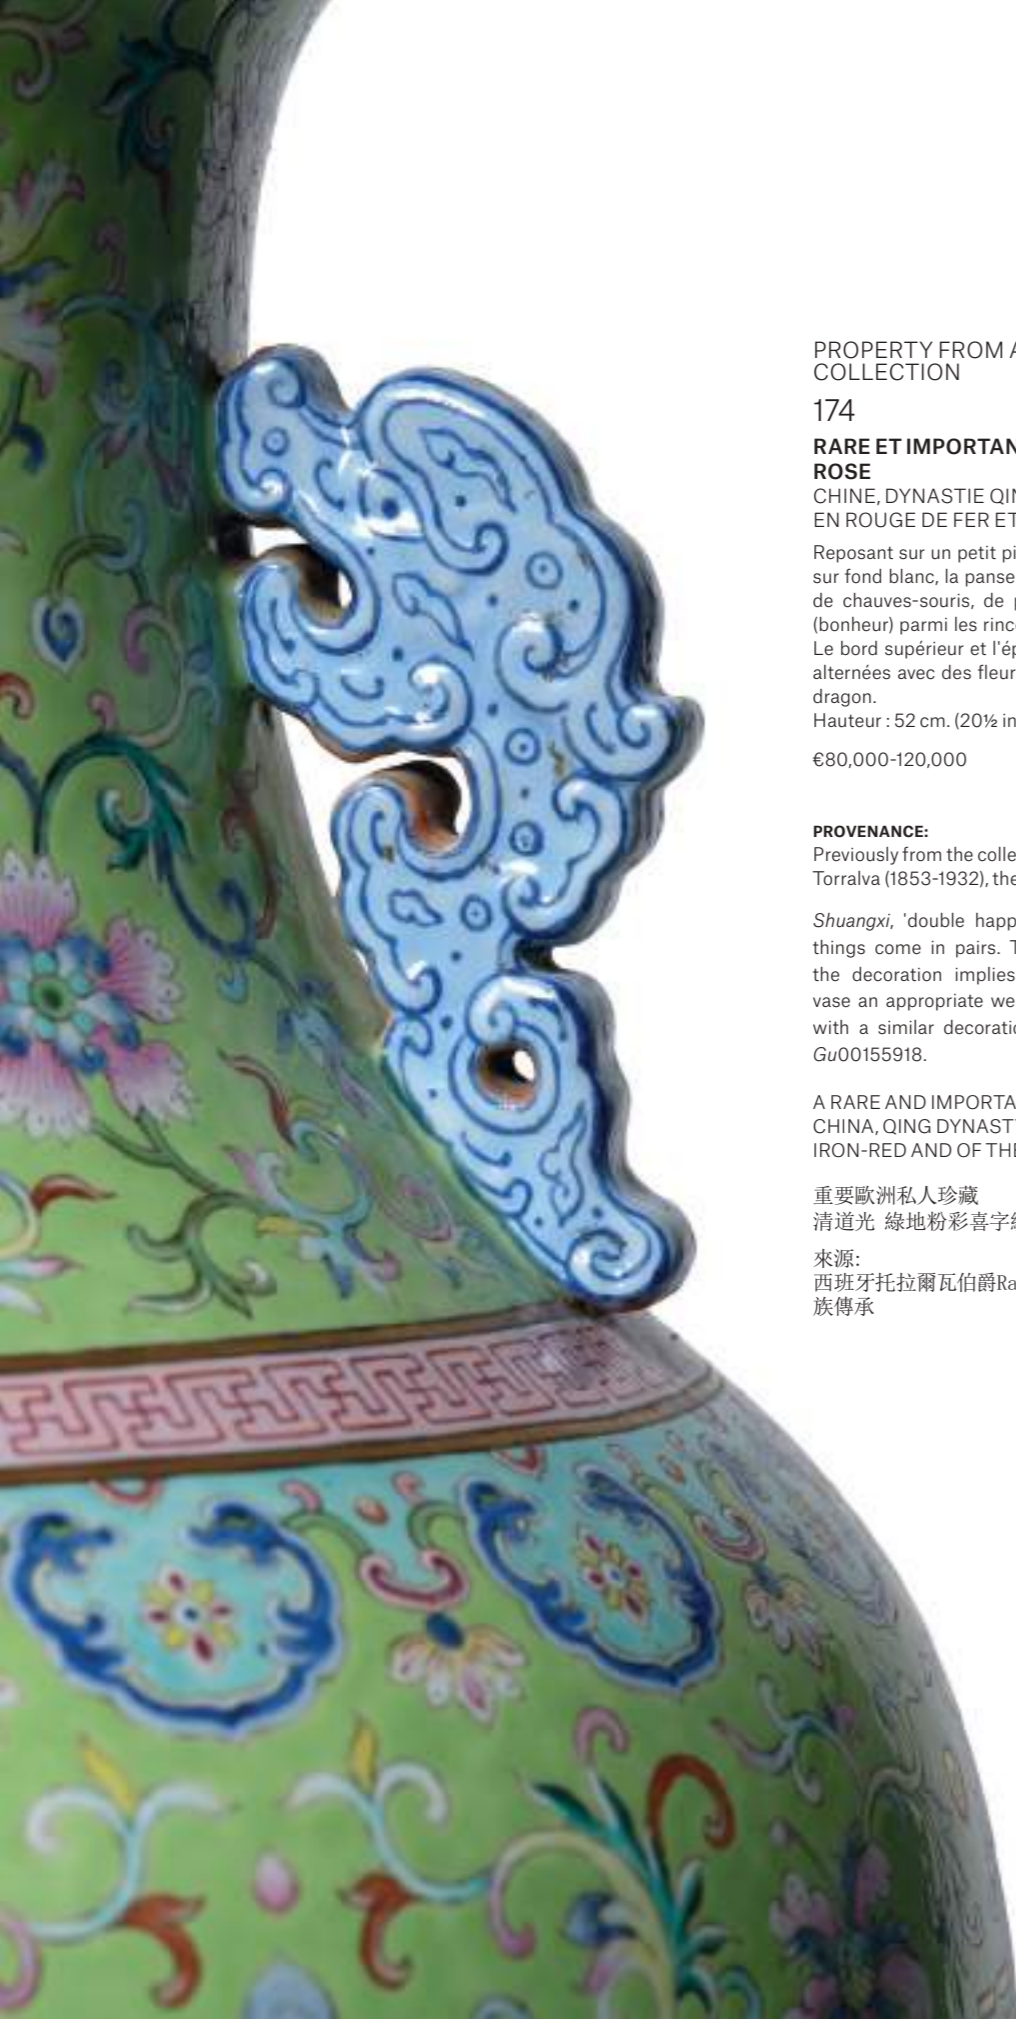 PROPERTY FROM A
COLLECTION
174
RARE ET IMPORTAN
ROSE
CHINE, DYNASTIE QIN
EN ROUGE DE FER ET
Reposant sur un petit pi
sur fond blanc, la panse
de chauves-souris, de p
(bonheur) parmi les rinc
Le bord supérieur et l'ép
alternées avec des fleur
dragon.
Hauteur : 52 cm. (20½ in
€80,000-120,000
PROVENANCE:
Previously from the colle
Torralva (1853-1932), the
Shuangxi, 'double happ
things come in pairs. T
the decoration implies
vase an appropriate we
with a similar decoratio
Gu00155918.
A RARE AND IMPORTA
CHINA, QING DYNAST
IRON-RED AND OF THE
重要歐洲私人珍藏
清道光 綠地粉彩喜字
來源:
西班牙托拉爾瓦伯爵Ra
族傳承